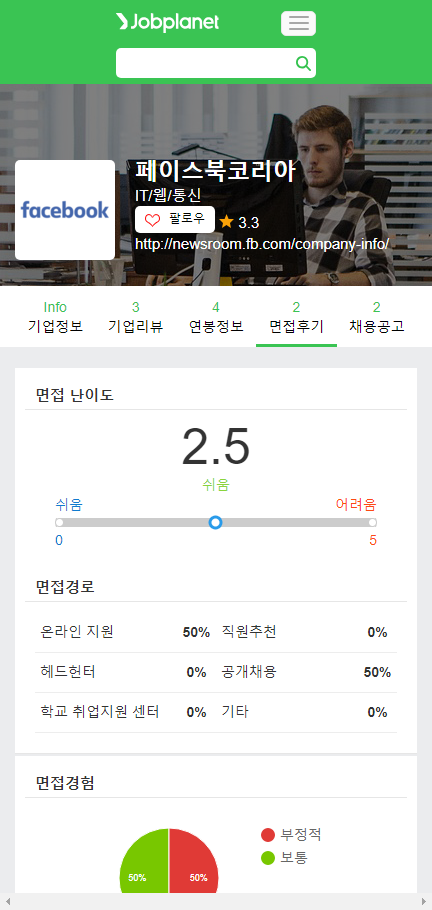 Jobplanet
페이스북코리아
IT/웹/통신
facebook
팔로우 3.3
http://newsroom.fb.com/company-info/
Info 3 4 2 2
기업정보 기업리뷰 연봉정보 면접후기 채용공고
면접 난이도
2.5
쉬움
쉬움 어려움
0 5
면접경로
온라인 지원 50% 직원추천 0%
헤드헌터 0% 공개채용 50%
학교 취업지원 센터 0% 기타 0%
면접경험
부정적
보통
50% 50%